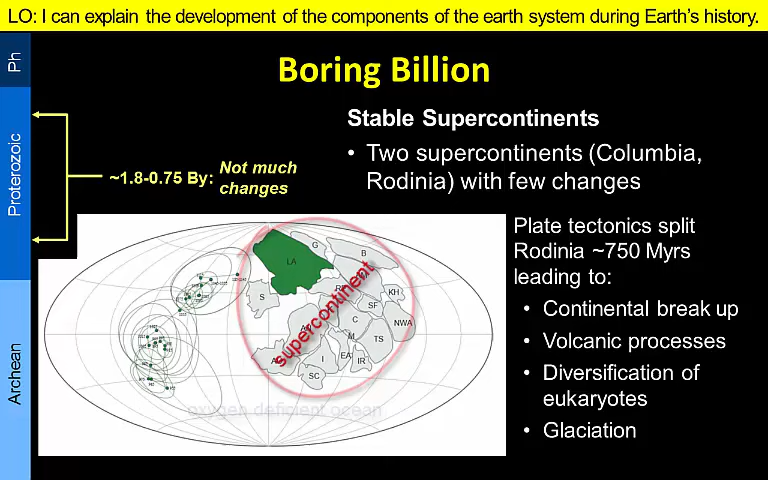 LO: I can explain the development of the components of the earth system during Earth's history.
Ph
Proterozoic
Archean
Boring Billion
~1.8-0.75 By:
Not much
changes
Stable Supercontinents
• Two supercontinents (Columbia,
Rodinia) with few changes
Plate tectonics split
Rodinia ~750 Myrs
leading to:
• Continental break up
• Volcanic processes
• Diversification of
eukaryotes
• Glaciation
LA
G
B
S
KH
SF
NWA
C
M
TS
I
EA
IR
SC
supercontinent
oxygen deficient ocean